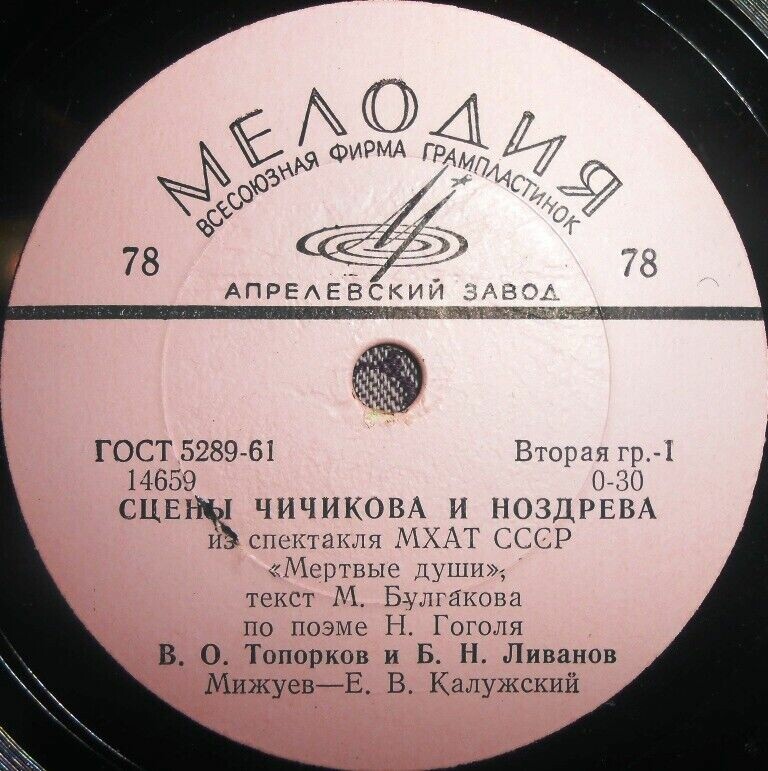 МЕЛОДИЯ
ВСЕСОЮЗНАЯ ФИРМА ГРАМПЛАСТИНОК
78 78
АПРЕЛЕВСКИЙ ЗАВОД
ГОСТ 5289-61 Вторая гр.-1
14659 0-30
СЦЕНЫ ЧИЧИКОВА И НОЗДРЕВА
из спектакля МХАТ СССР
«Мертвые души»,
текст М. Булгакова
по поэме Н. Гоголя
В. О. Топорков и Б. Н. Ливанов
Мижуев—Е. В. Калужский